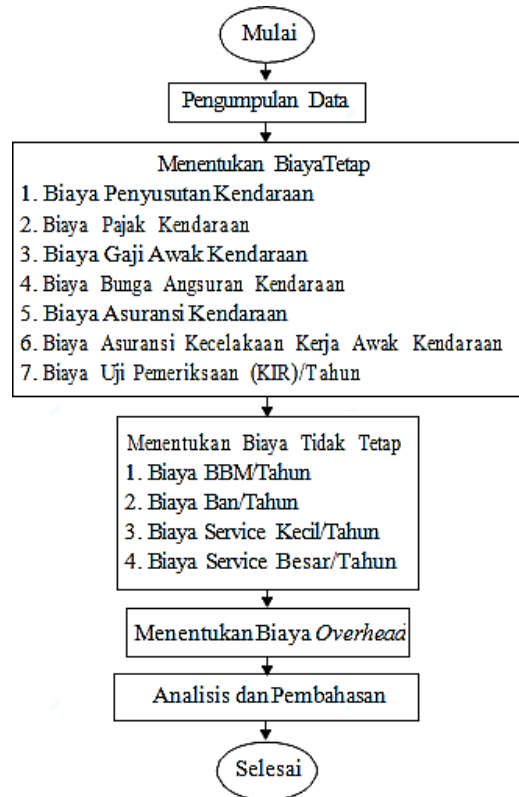 Mulai
Pengumpulan Data
Menentukan BiayaTetap
1. Biaya Penyusutan Kendaraan
2. Biaya Pajak Kendaraan
3. Biaya Gaji Awak Kendaraan
4. Biaya Bunga Angsuran Kendaraan
5. Biaya Asuransi Kendaraan
6. Biaya Asuransi Kecelakaan Kerja Awak Kendaraan
7. Biaya Uji Pemeriksaan (KIR)/Tahun
Menentukan Biaya Tidak Tetap
1. Biaya BBM/Tahun
2. Biaya Ban/Tahun
3. Biaya Service Kecil/Tahun
4. Biaya Service Besar/Tahun
Menentukan Biaya Overhead
Analisis dan Pembahasan
Selesai